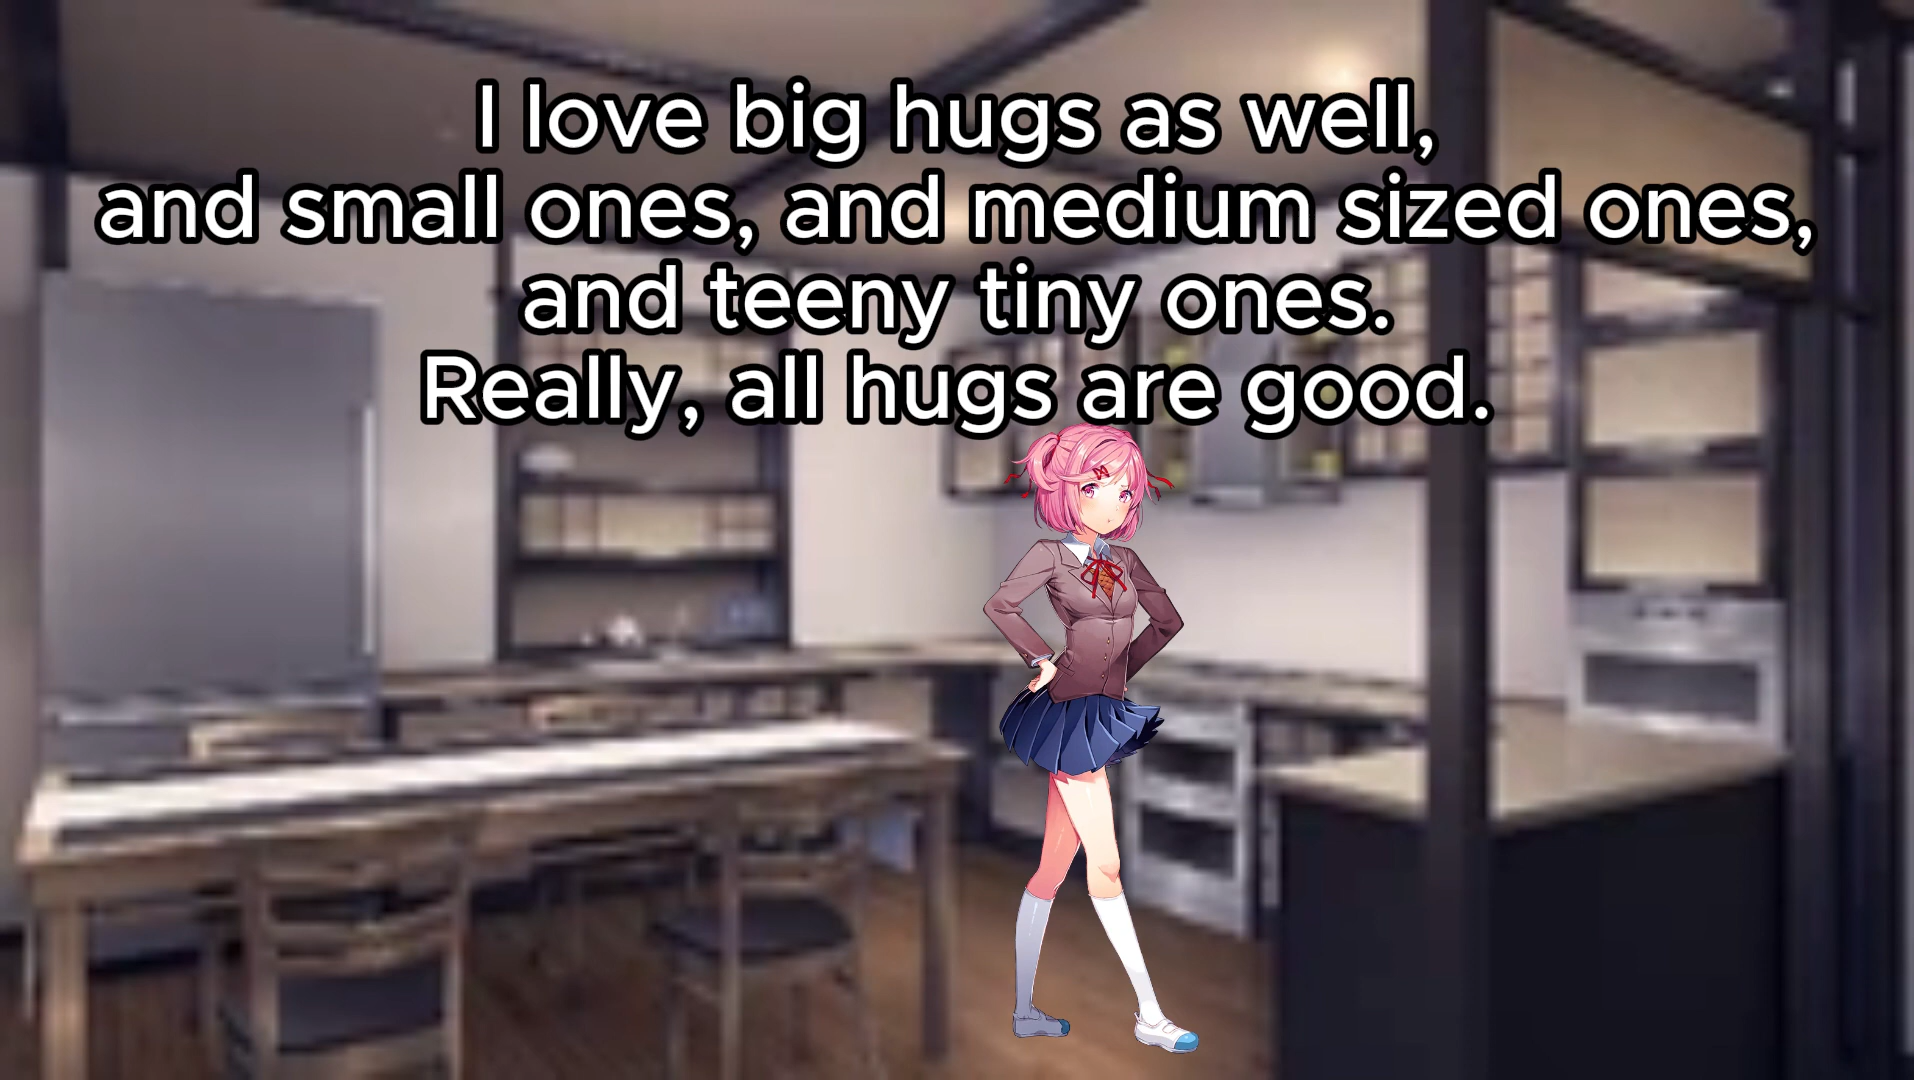 I love big hugs as well,
and small ones, and medium sized ones,
and teeny tiny ones.
Really, all hugs are good.